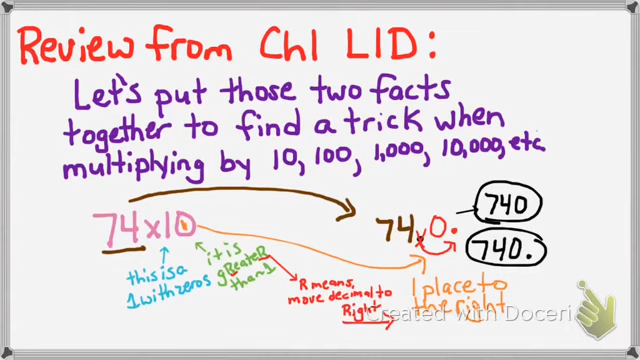 Review from Ch1 L1D:
Let's put those two facts
together to find a trick when
multiplying by 10, 100, 1,000, 10,000, etc.
74x10
74.0.
740
740.
this is a
1 with zeros
it is
greateR
than 1
R means,
move decimal to
Right
1 place to
the right
Created with Doceri